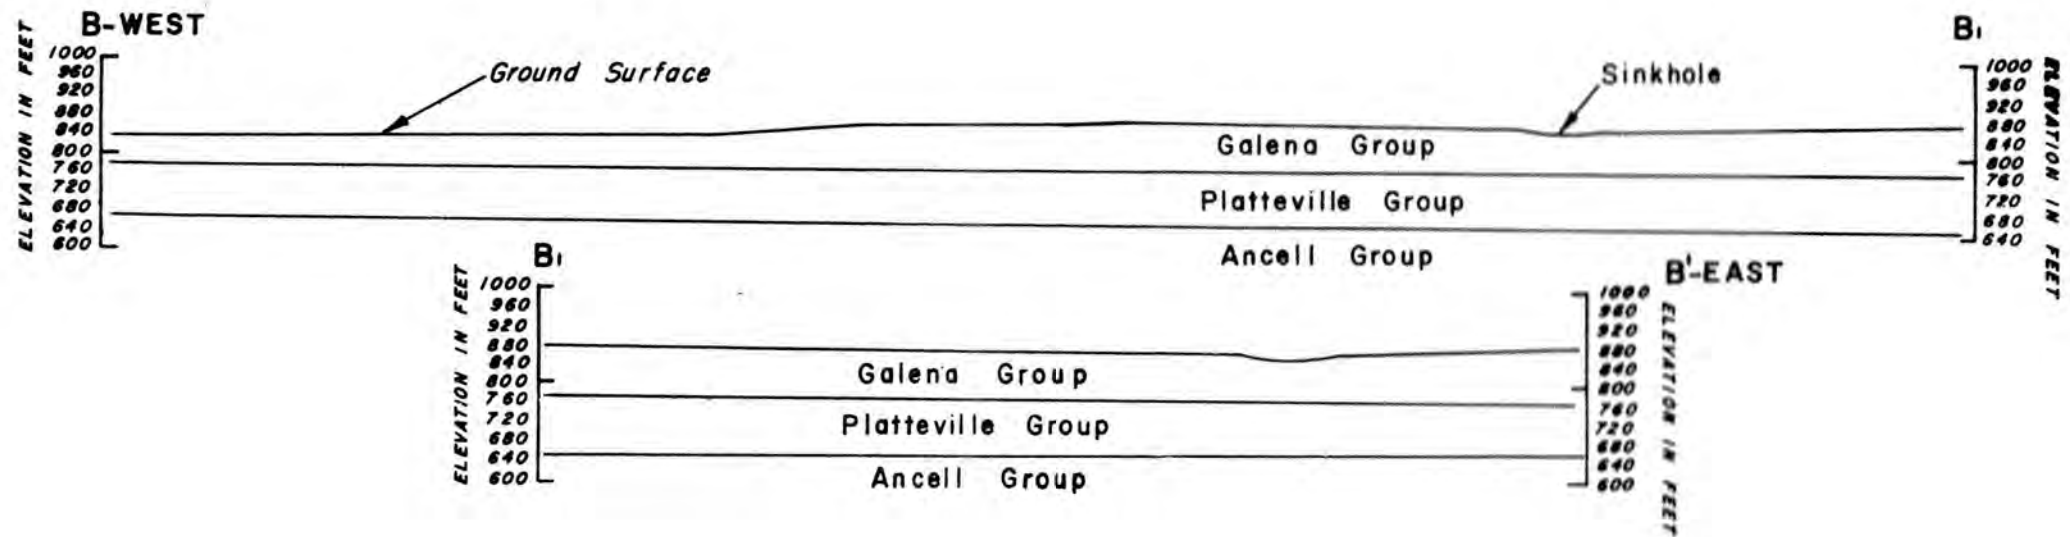 B-WEST
B₁
ELEVATION IN FEET
1000
960
920
880
840
800
760
720
680
640
600
Ground Surface
Sinkhole
Galena Group
Platteville Group
Ancell Group
1000
960
920
880
840
800
760
720
680
640
ELEVATION IN FEET
B₁
B'-EAST
ELEVATION IN FEET
1000
960
920
880
840
800
760
720
680
640
600
Galena Group
Platteville Group
Ancell Group
1000
960
920
880
840
800
760
720
680
640
600
ELEVATION IN FEET